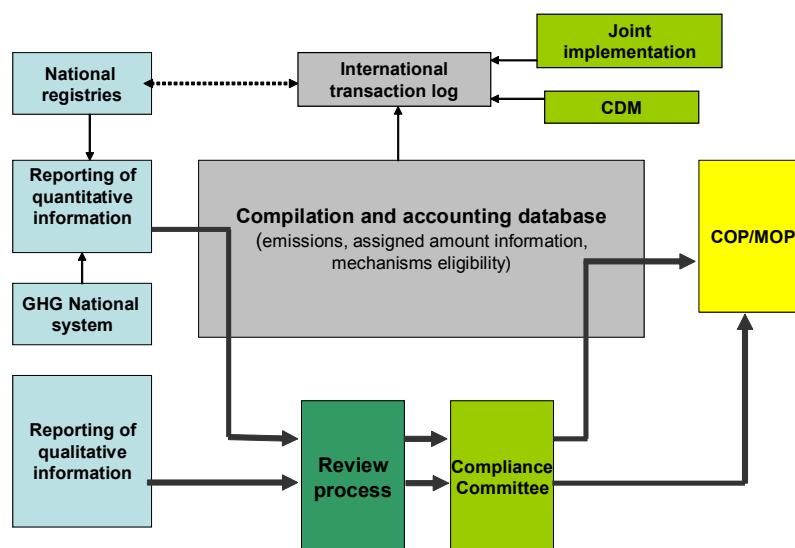 Joint
implementation
National
registries
International
transaction log
CDM
Reporting of
quantitative
information
Compilation and accounting database
(emissions, assigned amount information,
mechanisms eligibility)
COP/MOP
GHG National
system
Reporting of
qualitative
information
Review
process
Compliance
Committee